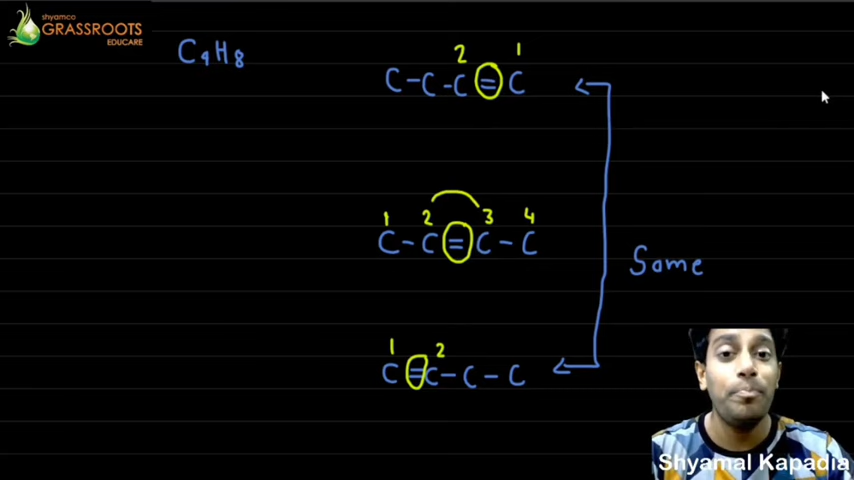 shyamco
GRASSROOTS
EDUCARE
C4H8
2 1
C-C-C=C
1 2 3 4
C-C=C-C
Same
1 2
C=C-C-C
Shyamal Kapadia